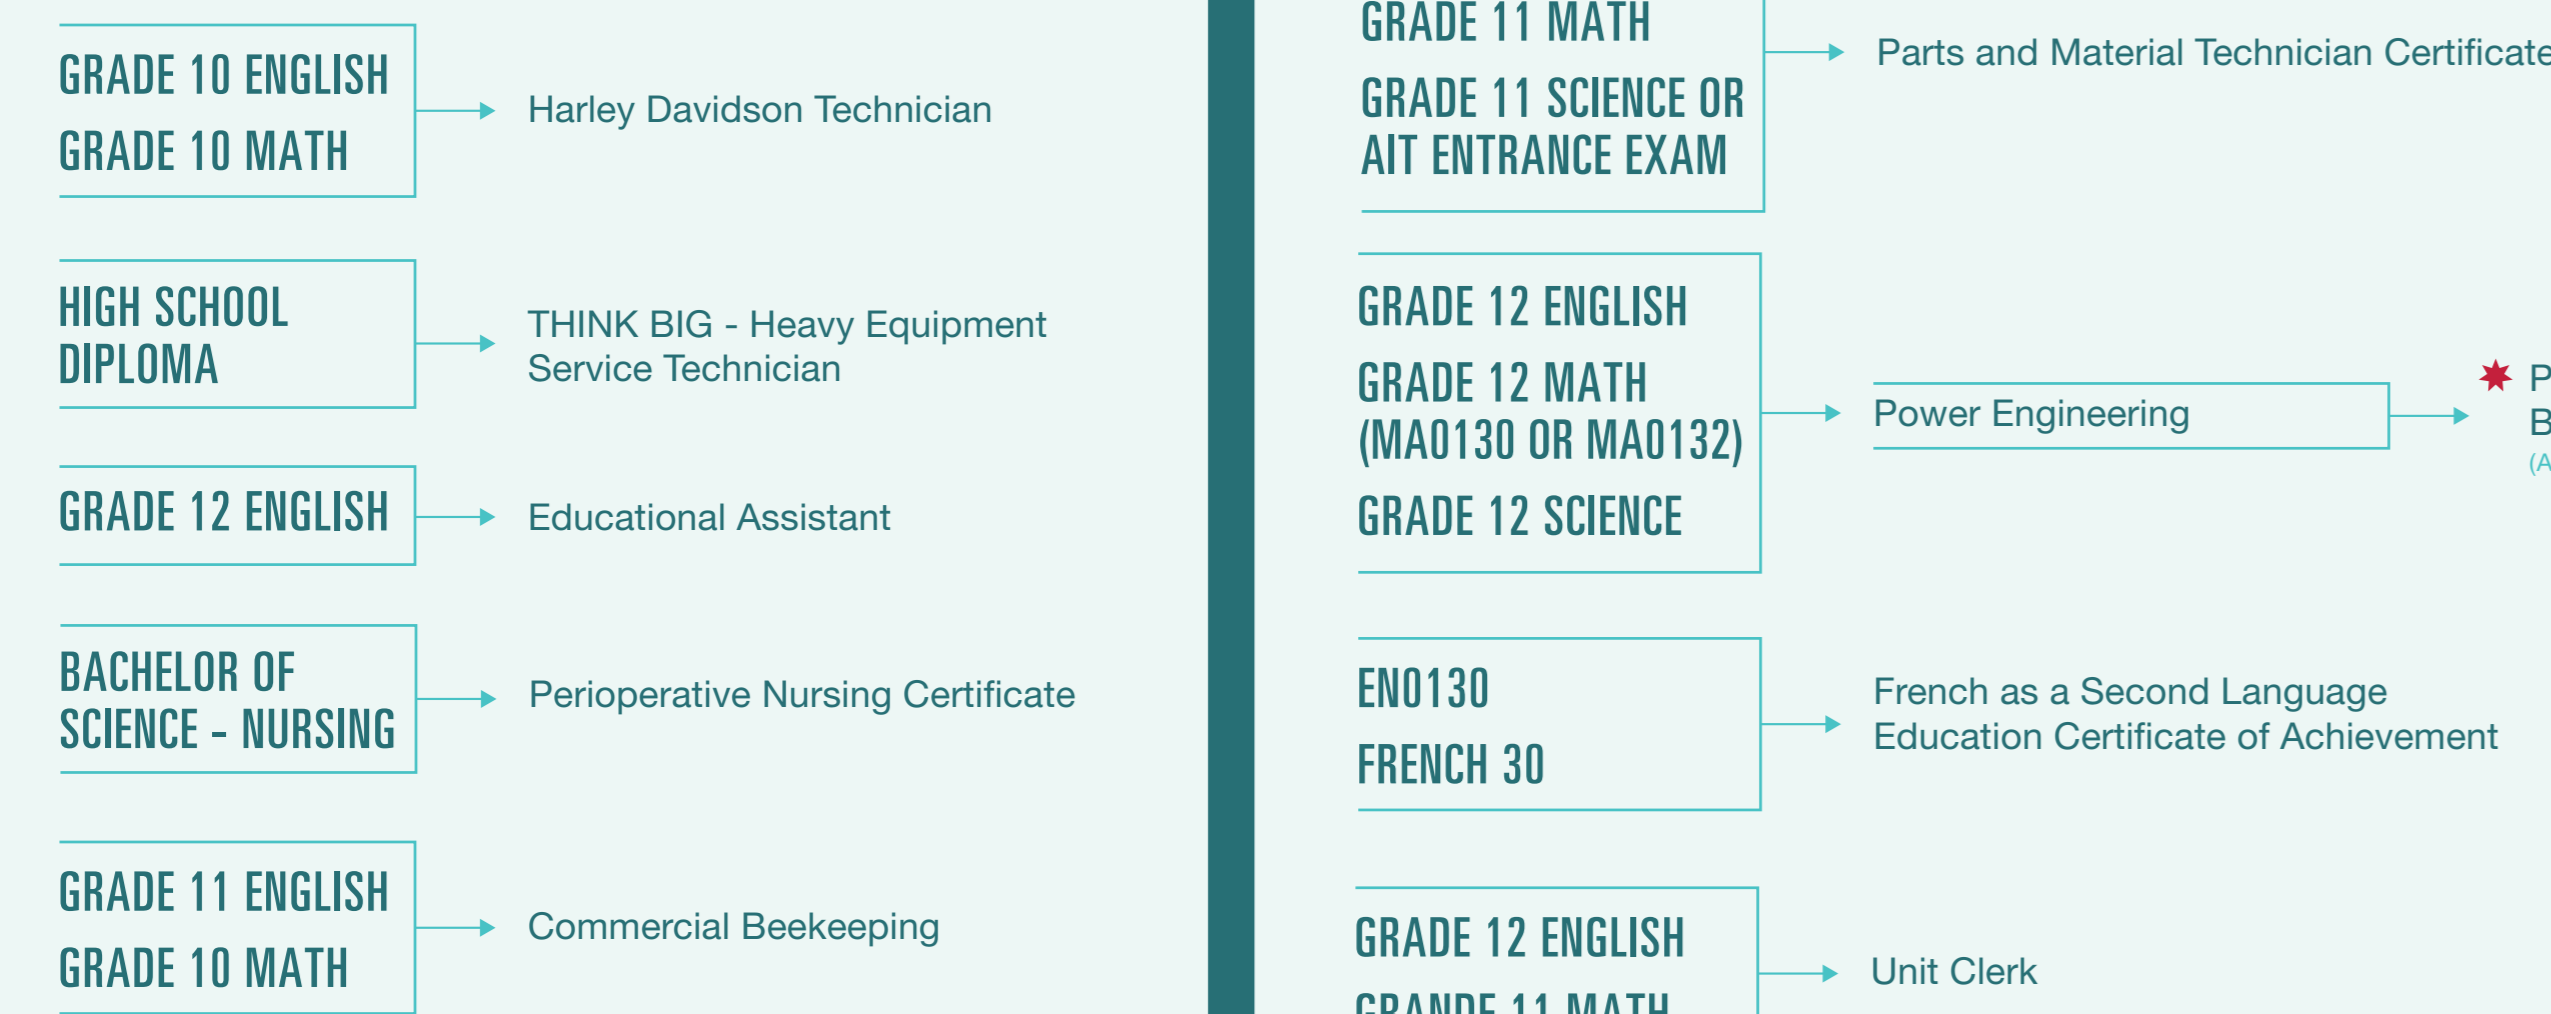 GRADE 10 ENGLISH
GRADE 10 MATH
Harley Davidson Technician
HIGH SCHOOL
DIPLOMA
THINK BIG - Heavy Equipment
Service Technician
GRADE 12 ENGLISH
Educational Assistant
BACHELOR OF
SCIENCE - NURSING
Perioperative Nursing Certificate
GRADE 11 ENGLISH
GRADE 10 MATH
Commercial Beekeeping
GRADE 11 MATH
GRADE 11 SCIENCE OR
AIT ENTRANCE EXAM
Parts and Material Technician Certificate
GRADE 12 ENGLISH
GRADE 12 MATH
(MA0130 OR MA0132)
GRADE 12 SCIENCE
Power Engineering
EN0130
FRENCH 30
French as a Second Language
Education Certificate of Achievement
GRADE 12 ENGLISH
GRANDE 11 MATH
Unit Clerk